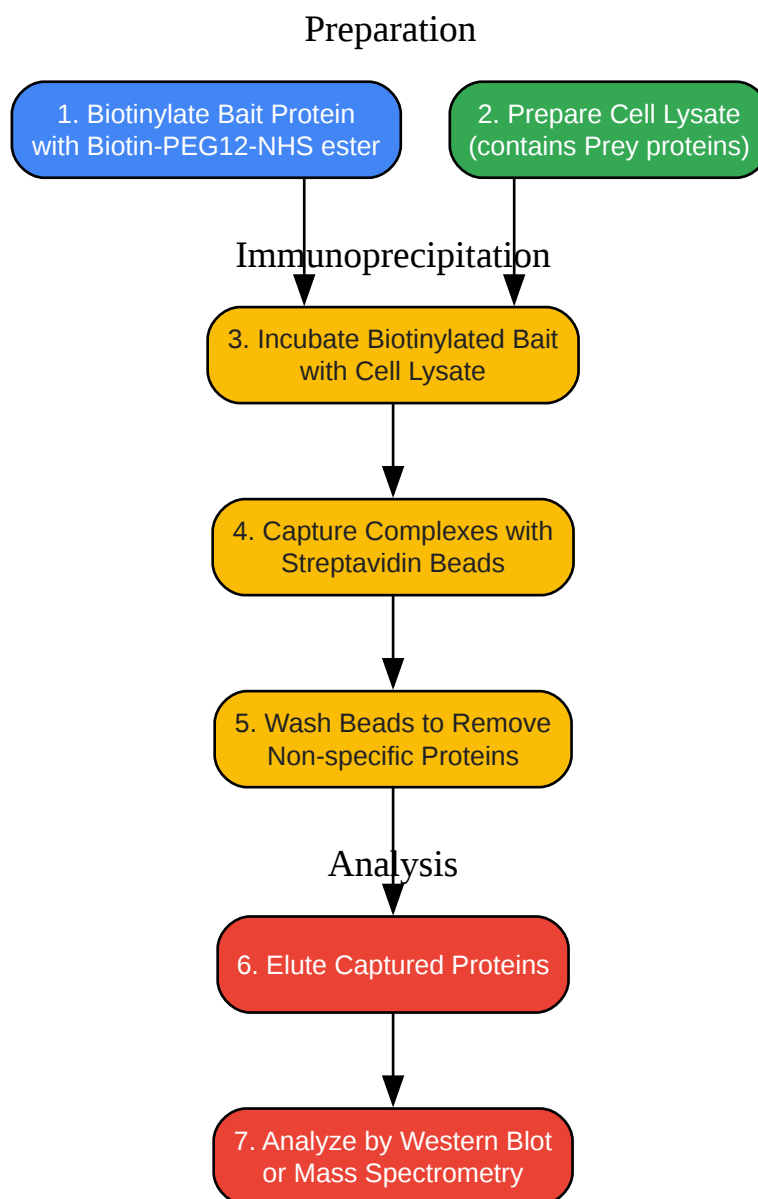 Preparation
1. Biotinylate Bait Protein
with Biotin-PEG12-NHS ester
2. Prepare Cell Lysate
(contains Prey proteins)
Immunoprecipitation
3. Incubate Biotinylated Bait
with Cell Lysate
4. Capture Complexes with
Streptavidin Beads
5. Wash Beads to Remove
Non-specific Proteins
Analysis
6. Elute Captured Proteins
7. Analyze by Western Blot
or Mass Spectrometry